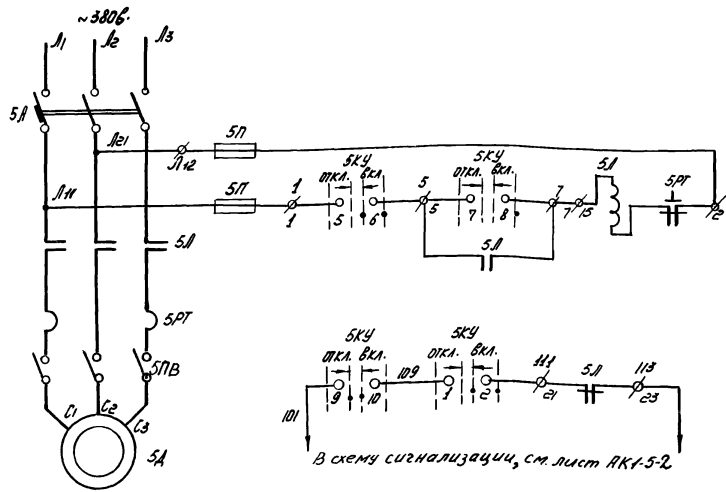 ~380в.
Л1 Л2 Л3
5А
Л21
Л12
5П
Л11
5П
1
1
5КУ
откл. вкл.
5 6
5
5
5КУ
откл. вкл.
7 8
7
7 15
5Л
5РТ
2
5Л
5Л
5РТ
5ПВ
С1 С2 С3
5Д
101
5КУ
откл. вкл.
9 10
109
5КУ
откл. вкл.
1 2
111
21
5Л
113
23
В схему сигнализации, см. лист АК1-5-2